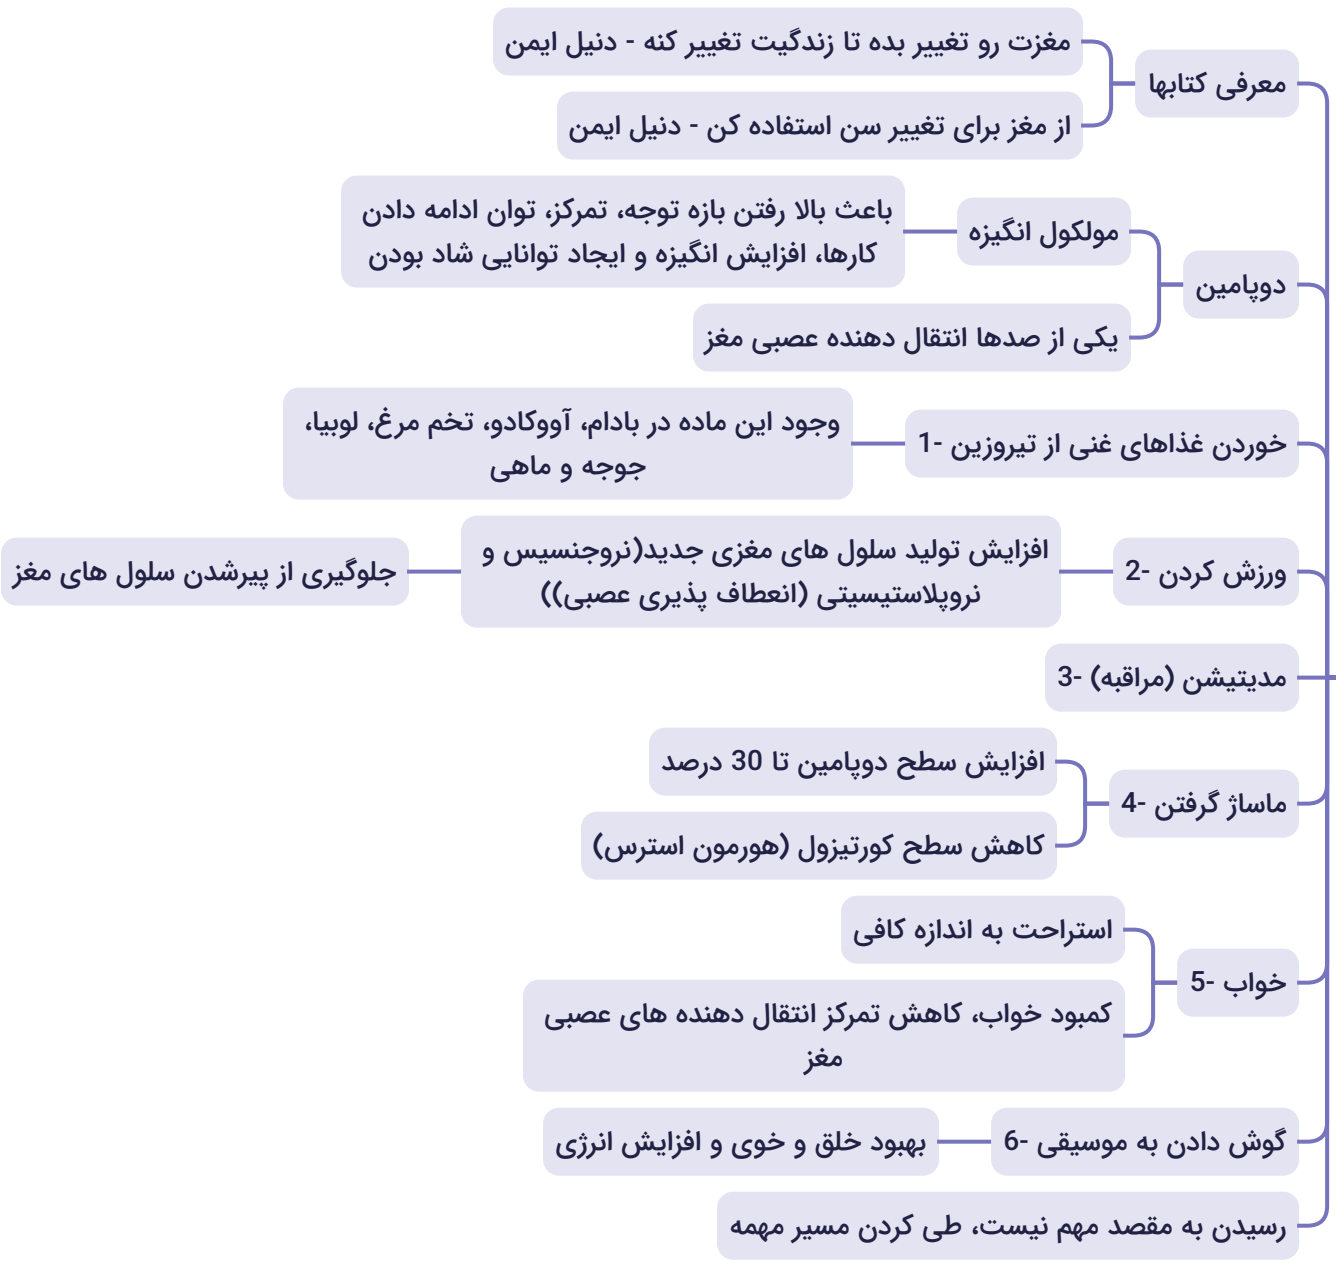 معرفی کتابها
مغزت رو تغییر بده تا زندگیت تغییر کنه - دنیل ایمن
از مغز برای تغییر سن استفاده کن - دنیل ایمن
دوپامین
مولکول انگیزه
باعث بالا رفتن بازه توجه، تمرکز، توان ادامه دادن
کارها، افزایش انگیزه و ایجاد توانایی شاد بودن
یکی از صدها انتقال دهنده عصبی مغز
خوردن غذاهای غنی از تیروزین -1
وجود این ماده در بادام، آووکادو، تخم مرغ، لوبیا،
جوجه و ماهی
ورزش کردن -2
افزایش تولید سلول های مغزی جدید(نروجنسیس و
نروپلاستیسیتی (انعطاف پذیری عصبی))
جلوگیری از پیرشدن سلول های مغز
مدیتیشن (مراقبه) -3
ماساژ گرفتن -4
افزایش سطح دوپامین تا 30 درصد
کاهش سطح کورتیزول (هورمون استرس)
خواب -5
استراحت به اندازه کافی
کمبود خواب، کاهش تمرکز انتقال دهنده های عصبی
مغز
گوش دادن به موسیقی -6
بهبود خلق و خوی و افزایش انرژی
رسیدن به مقصد مهم نیست، طی کردن مسیر مهمه